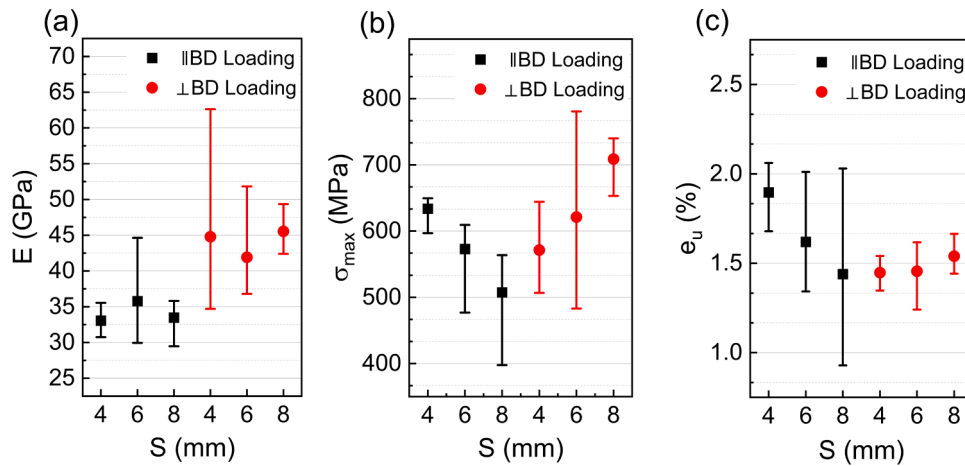 (a)
∥BD Loading
⊥BD Loading
E (GPa)
70
65
60
55
50
45
40
35
30
25
4 6 8 4 6 8
S (mm)
(b)
∥BD Loading
⊥BD Loading
σmax (MPa)
800
700
600
500
400
4 6 8 4 6 8
S (mm)
(c)
∥BD Loading
⊥BD Loading
eu (%)
2.5
2.0
1.5
1.0
4 6 8 4 6 8
S (mm)